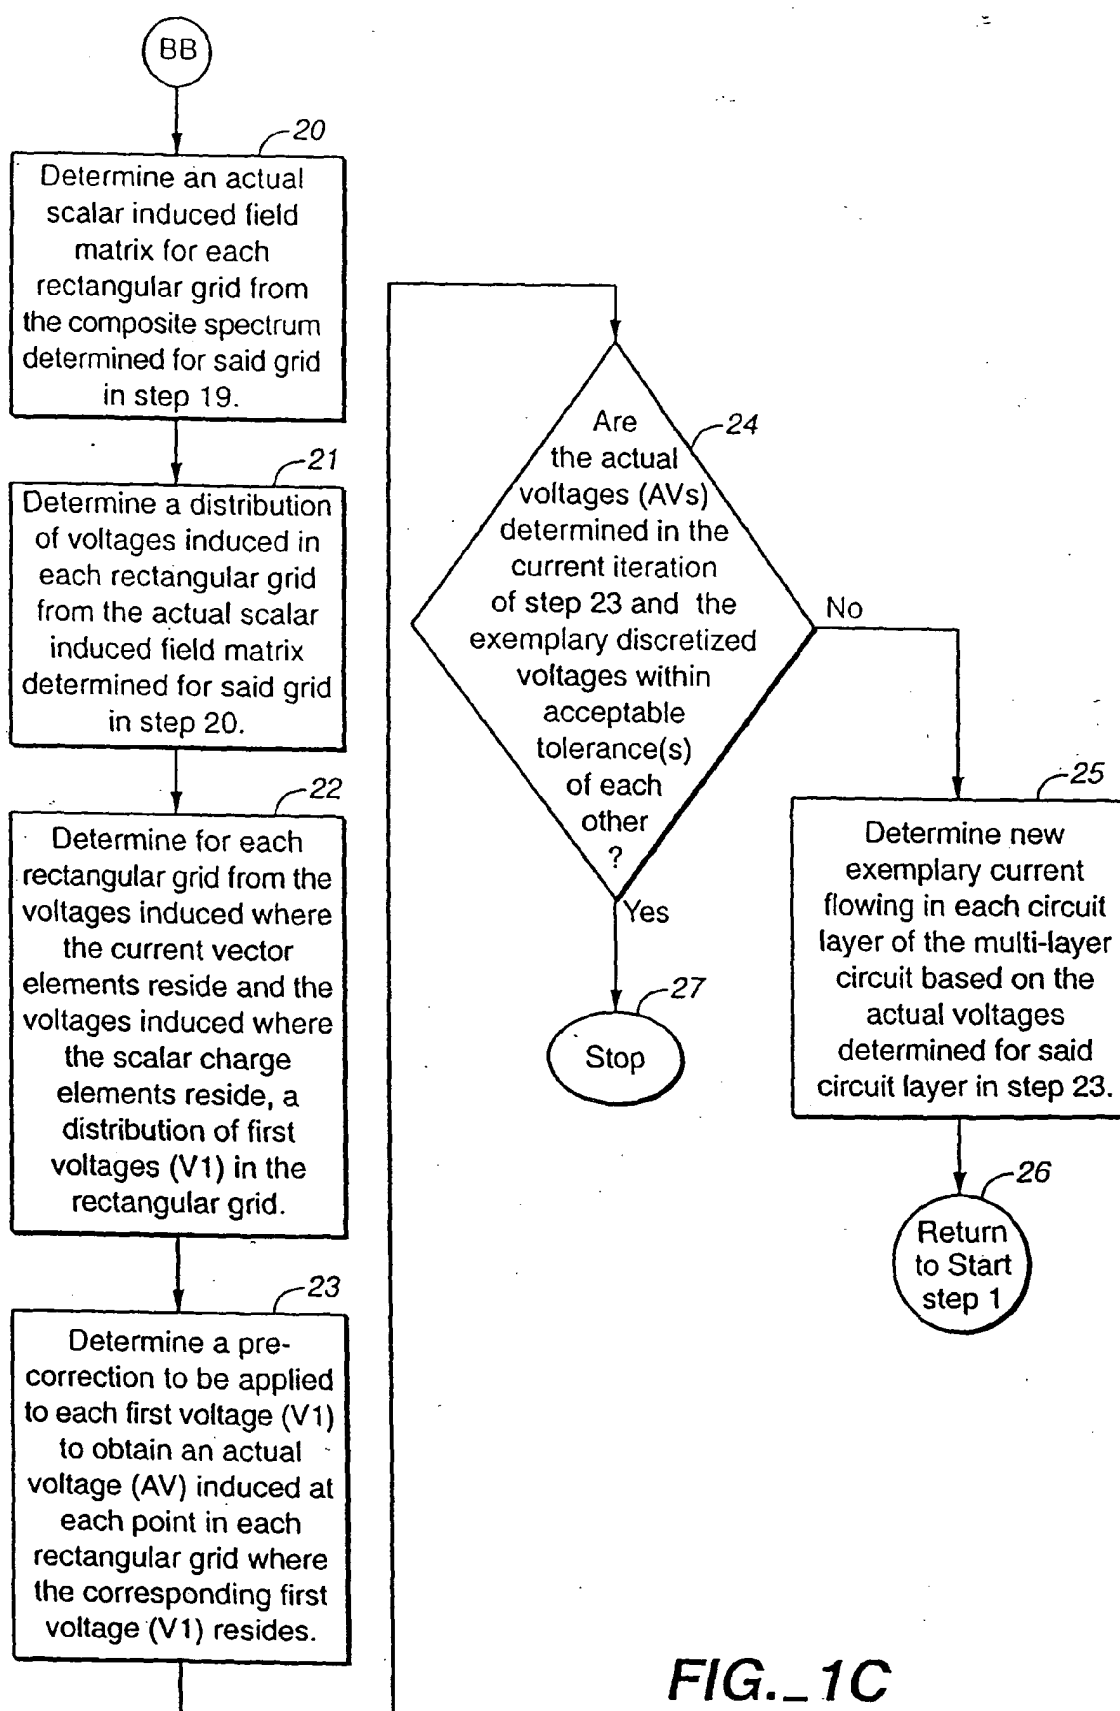 BB
20
Determine an actual
scalar induced field
matrix for each
rectangular grid from
the composite spectrum
determined for said grid
in step 19.
21
Determine a distribution
of voltages induced in
each rectangular grid
from the actual scalar
induced field matrix
determined for said grid
in step 20.
22
Determine for each
rectangular grid from the
voltages induced where
the current vector
elements reside and the
voltages induced where
the scalar charge
elements reside, a
distribution of first
voltages (V1) in the
rectangular grid.
23
Determine a pre-
correction to be applied
to each first voltage (V1)
to obtain an actual
voltage (AV) induced at
each point in each
rectangular grid where
the corresponding first
voltage (V1) resides.
24
Are
the actual
voltages (AVs)
determined in the
current iteration
of step 23 and the
exemplary discretized
voltages within
acceptable
tolerance(s)
of each
other
?
No
Yes
27
Stop
25
Determine new
exemplary current
flowing in each circuit
layer of the multi-layer
circuit based on the
actual voltages
determined for said
circuit layer in step 23.
26
Return
to Start
step 1
FIG._1C